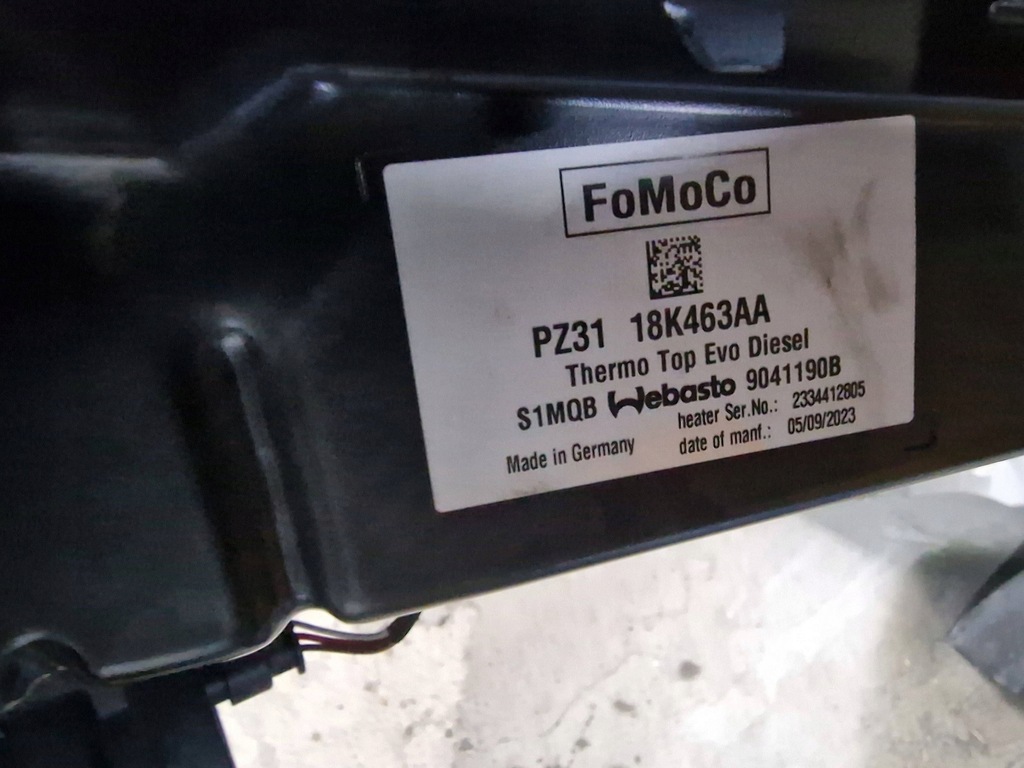 FoMoCo
PZ31 18K463AA
Thermo Top Evo Diesel
S1MQB Webasto 9041190B
heater Ser.No.: 2334412805
Made in Germany date of manf.: 05/09/2023